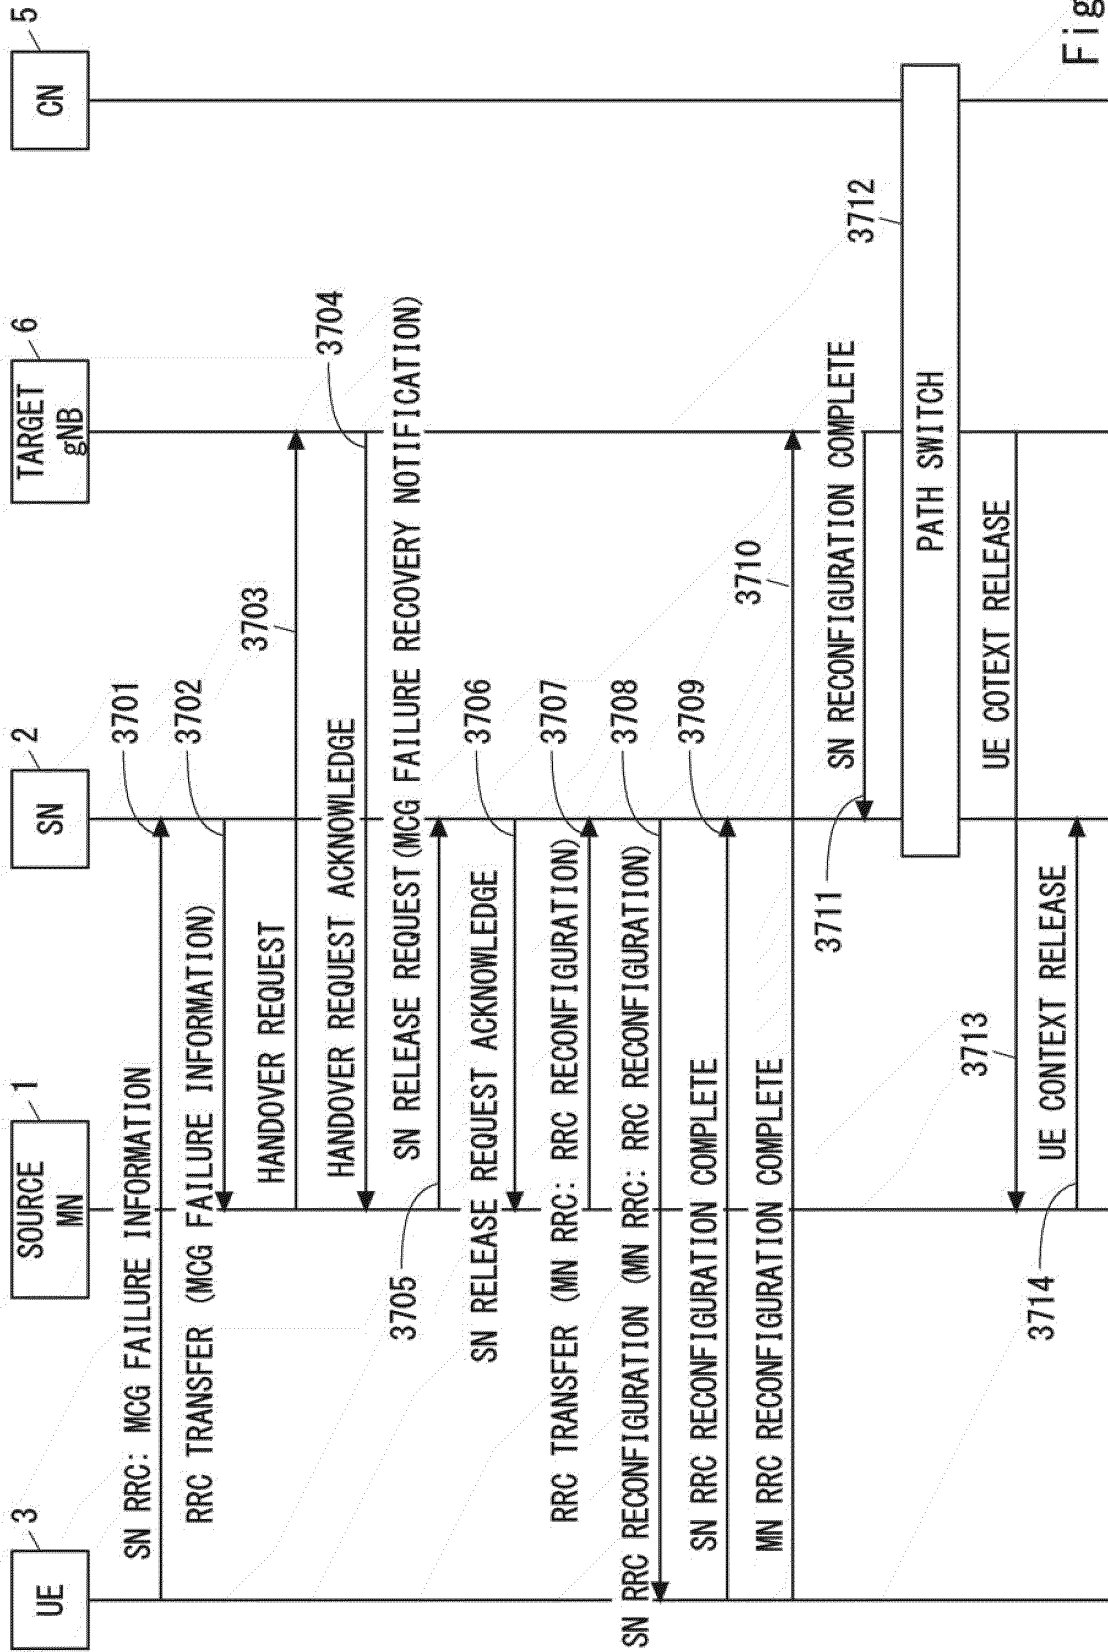 UE
3
SOURCE
MN
1
SN
2
TARGET
gNB
6
CN
5
SN RRC: MCG FAILURE INFORMATION
3701
RRC TRANSFER (MCG FAILURE INFORMATION)
3702
HANDOVER REQUEST
3703
HANDOVER REQUEST ACKNOWLEDGE
3704
SN RELEASE REQUEST(MCG FAILURE RECOVERY NOTIFICATION)
3705
SN RELEASE REQUEST ACKNOWLEDGE
3706
RRC TRANSFER (MN RRC: RRC RECONFIGURATION)
3707
SN RRC RECONFIGURATION (MN RRC: RRC RECONFIGURATION)
3708
SN RRC RECONFIGURATION COMPLETE
3709
MN RRC RECONFIGURATION COMPLETE
3710
SN RECONFIGURATION COMPLETE
3711
PATH SWITCH
3712
UE COTEXT RELEASE
3713
UE CONTEXT RELEASE
3714
Fig